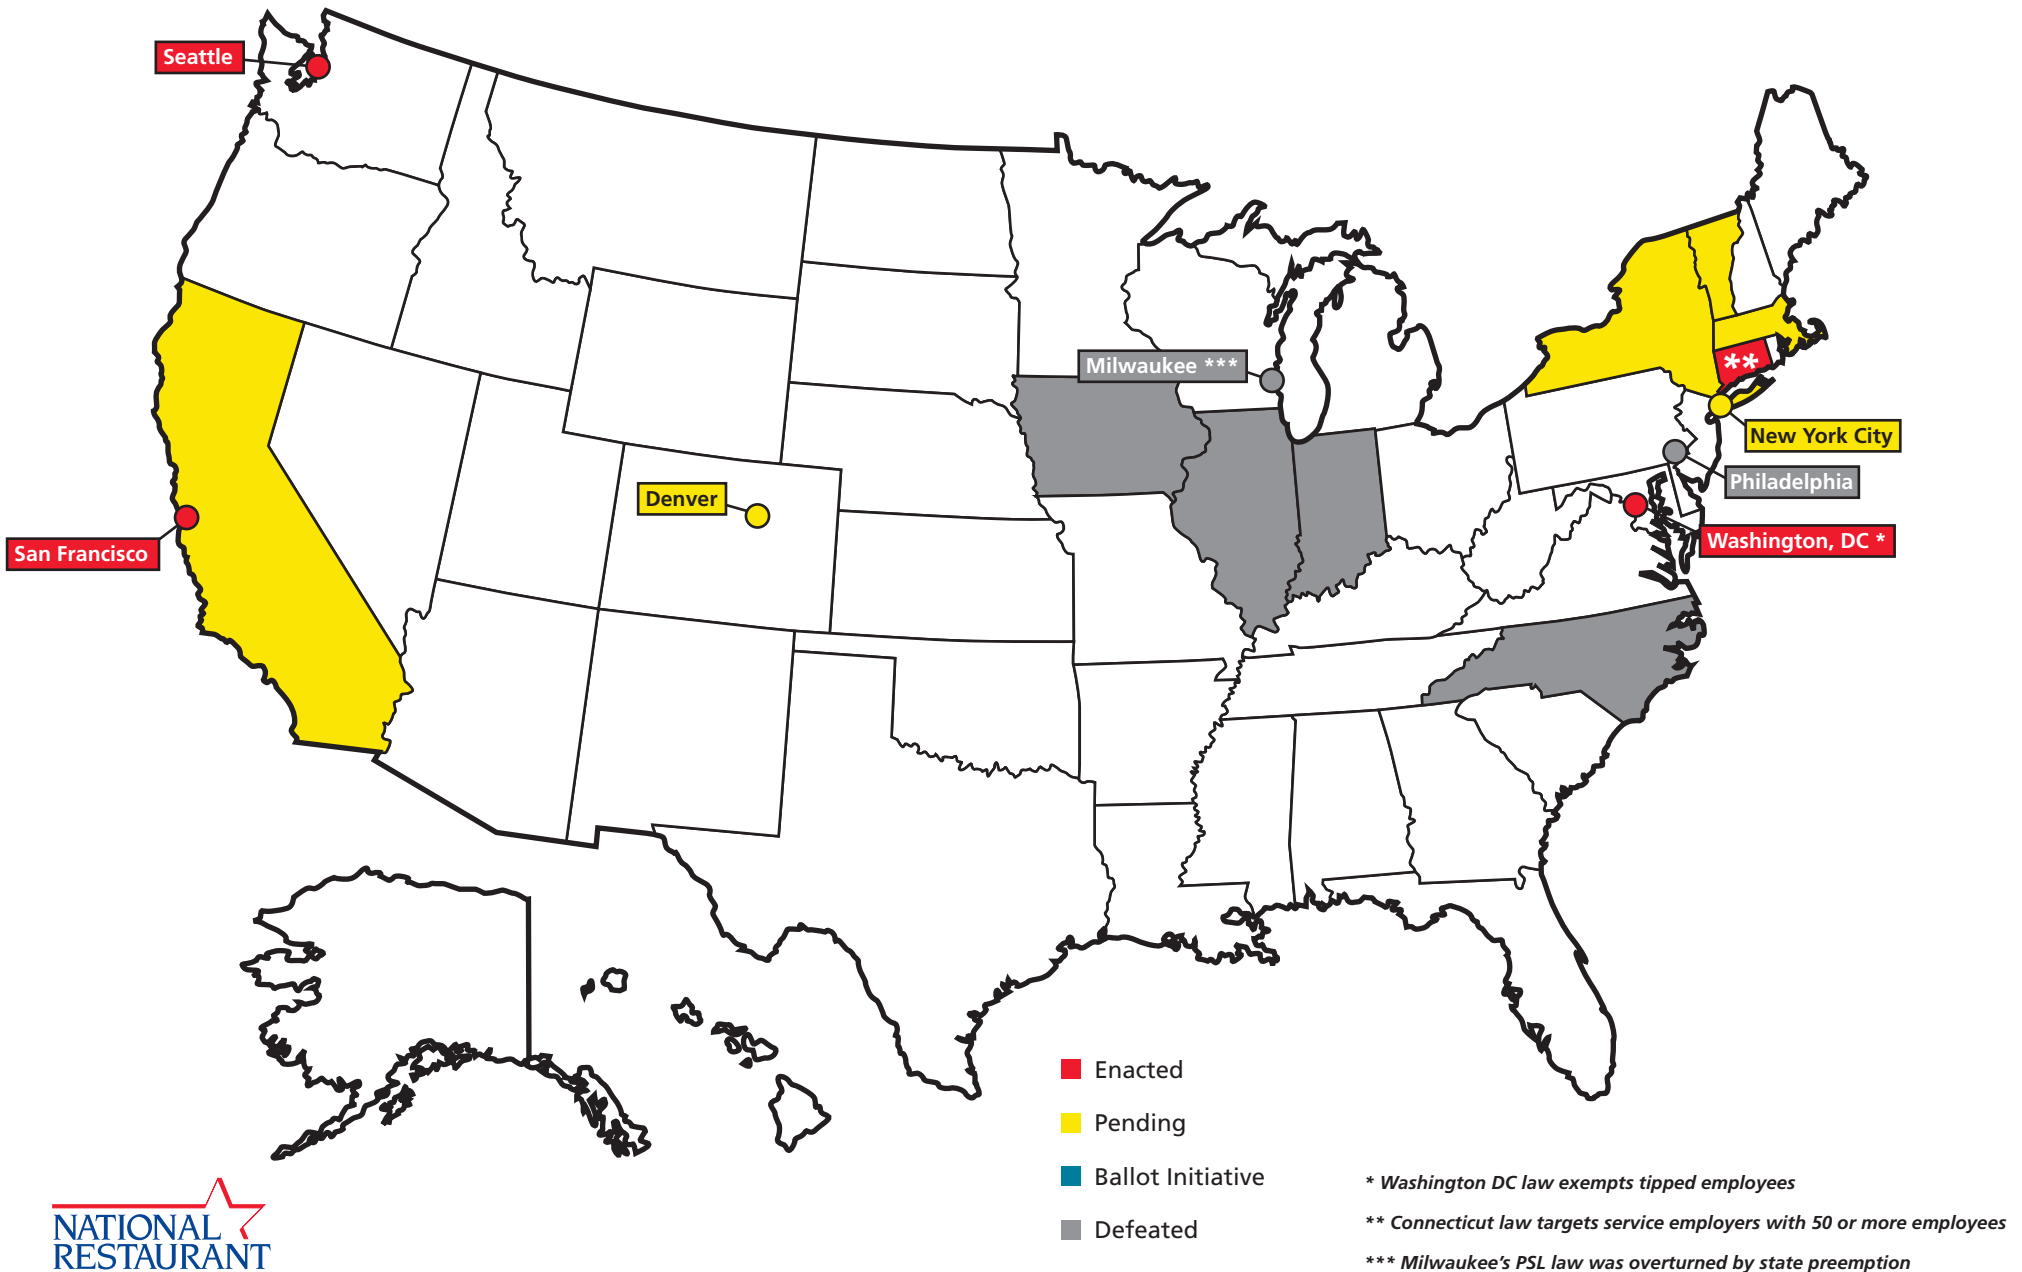 Seattle
Milwaukee ***
**
New York City
Denver
Philadelphia
San Francisco
Washington, DC *
Enacted
Pending
Ballot Initiative
Defeated
* Washington DC law exempts tipped employees
** Connecticut law targets service employers with 50 or more employees
*** Milwaukee's PSL law was overturned by state preemption
NATIONAL
RESTAURANT